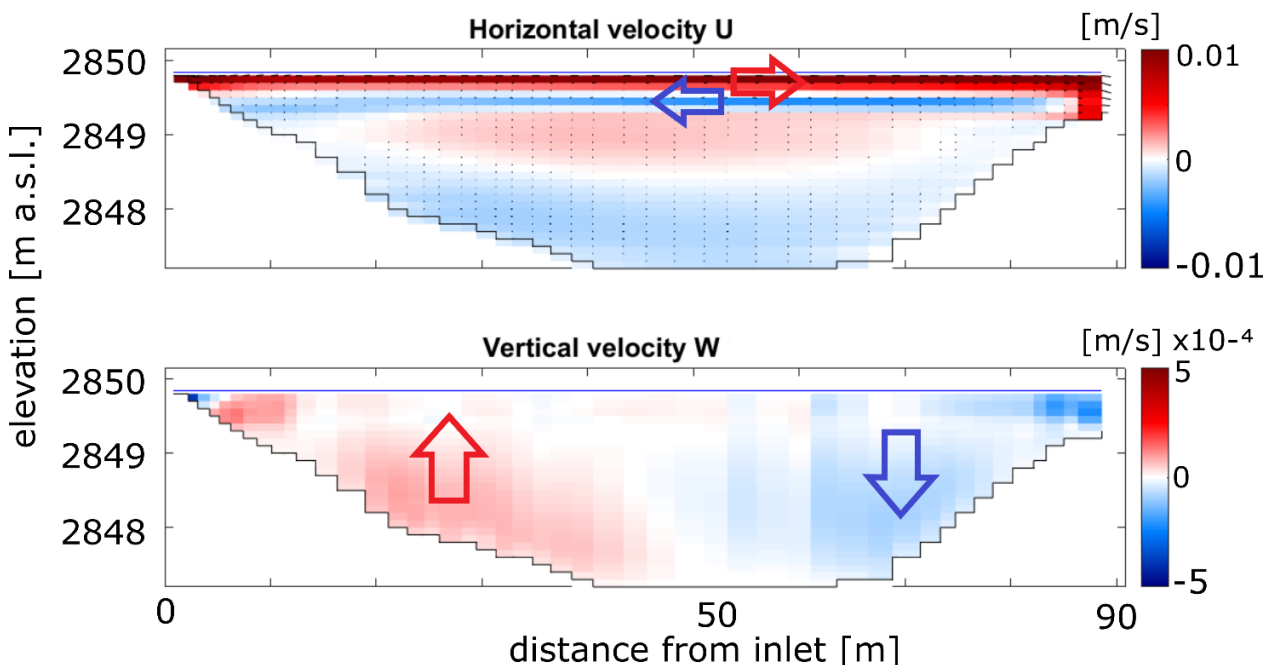 Horizontal velocity U
[m/s]
2850
2849
2848
0.01
0
-0.01
elevation [m a.s.l.]
Vertical velocity W
[m/s] x10-⁴
2850
2849
2848
5
0
-5
0
50
90
distance from inlet [m]